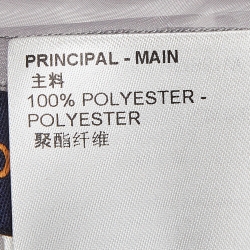 PRINCIPAL - MAIN
主料
100% POLYESTER -
POLYESTER
聚酯纤维